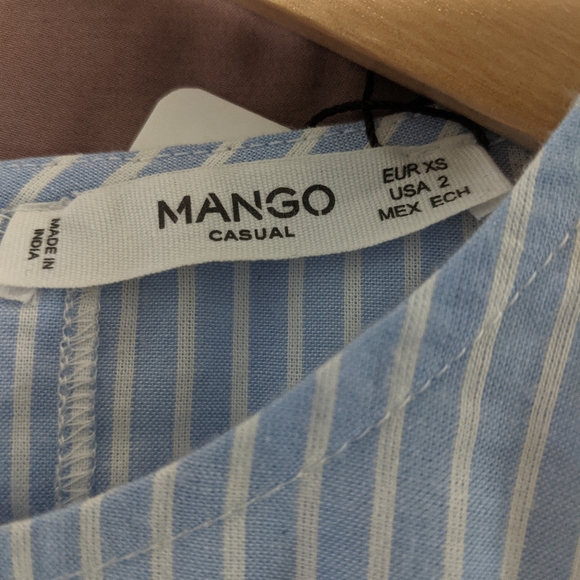 MANGO
CASUAL
EUR XS
USA 2
MEX ECH
MADE IN
INDIA